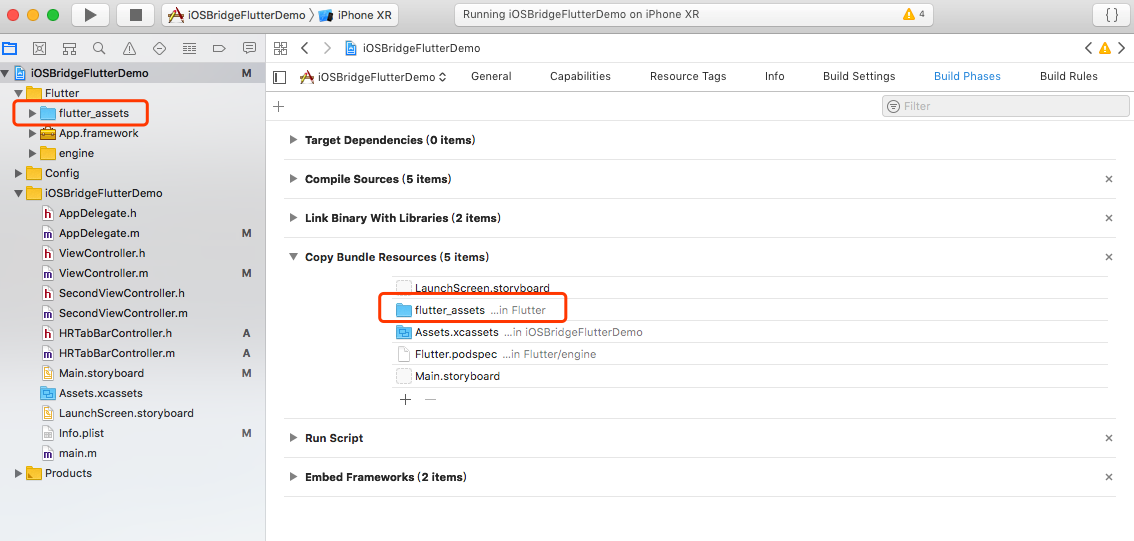 iOSBridgeFlutterDemo iPhone XR
Running iOSBridgeFlutterDemo on iPhone XR
4
{ }
iOSBridgeFlutterDemo M
Flutter
flutter_assets
App.framework
engine
Config
iOSBridgeFlutterDemo
h AppDelegate.h
m AppDelegate.m M
h ViewController.h
m ViewController.m M
h SecondViewController.h
m SecondViewController.m
h HRTabBarController.h A
m HRTabBarController.m A
Main.storyboard M
Assets.xcassets
LaunchScreen.storyboard
Info.plist M
m main.m
Products
iOSBridgeFlutterDemo
iOSBridgeFlutterDemo General Capabilities Resource Tags Info Build Settings Build Phases Build Rules
Filter
Target Dependencies (0 items)
Compile Sources (5 items)
Link Binary With Libraries (2 items)
Copy Bundle Resources (5 items)
LaunchScreen.storyboard
flutter_assets ...in Flutter
Assets.xcassets ...in iOSBridgeFlutterDemo
Flutter.podspec ...in Flutter/engine
Main.storyboard
Run Script
Embed Frameworks (2 items)